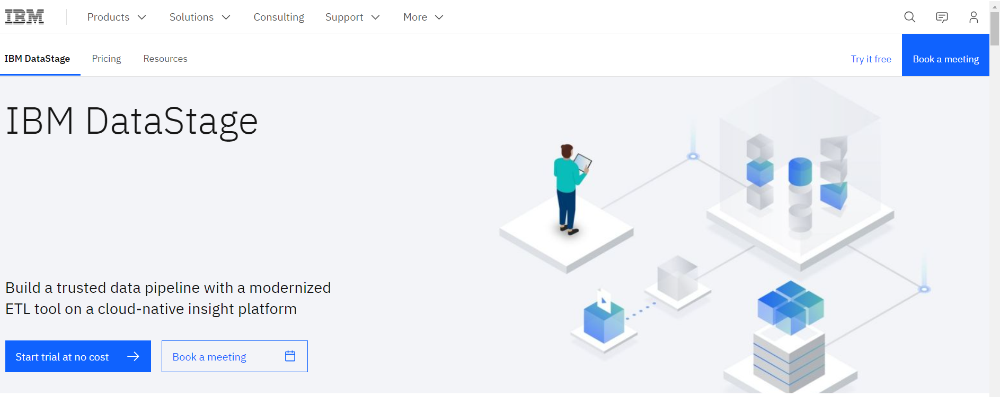 IBM Products Solutions Consulting Support More
IBM DataStage Pricing Resources Try it free Book a meeting
IBM DataStage
Build a trusted data pipeline with a modernized
ETL tool on a cloud-native insight platform
Start trial at no cost Book a meeting